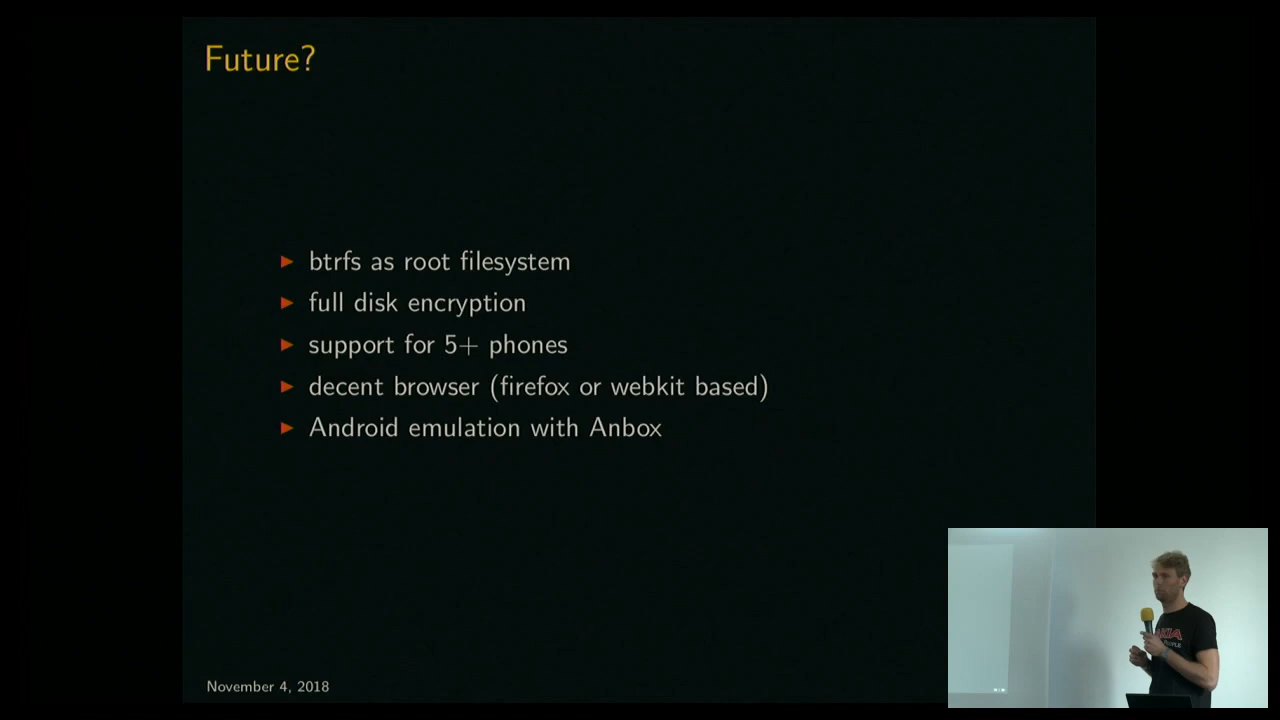 Future?
▶ btrfs as root filesystem
▶ full disk encryption
▶ support for 5+ phones
▶ decent browser (firefox or webkit based)
▶ Android emulation with Anbox
November 4, 2018